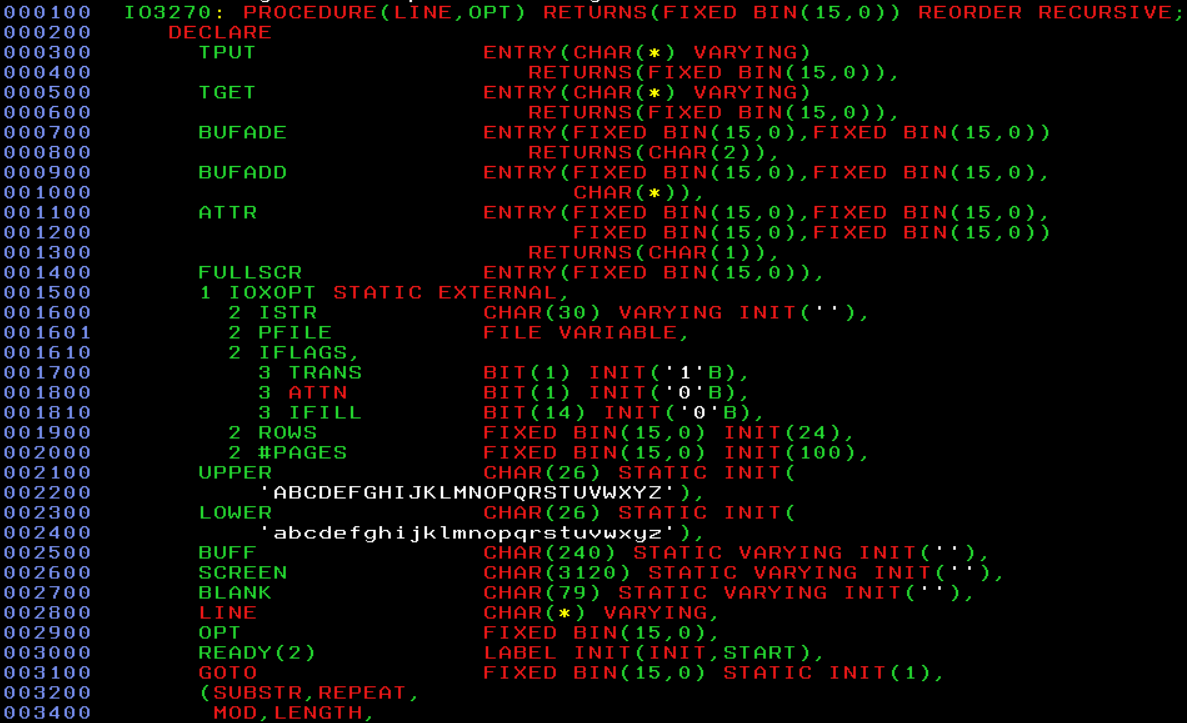 000100  IO3270: PROCEDURE(LINE,OPT) RETURNS(FIXED BIN(15,0)) REORDER RECURSIVE;
000200     DECLARE
000300       TPUT               ENTRY(CHAR(*) VARYING)
000400                             RETURNS(FIXED BIN(15,0)),
000500       TGET               ENTRY(CHAR(*) VARYING)
000600                             RETURNS(FIXED BIN(15,0)),
000700       BUFADE             ENTRY(FIXED BIN(15,0),FIXED BIN(15,0))
000800                             RETURNS(CHAR(2)),
000900       BUFADD             ENTRY(FIXED BIN(15,0),FIXED BIN(15,0),
001000                                CHAR(*)),
001100       ATTR               ENTRY(FIXED BIN(15,0),FIXED BIN(15,0),
001200                                FIXED BIN(15,0),FIXED BIN(15,0))
001300                             RETURNS(CHAR(1)),
001400       FULLSCR            ENTRY(FIXED BIN(15,0)),
001500       1 IOXOPT STATIC EXTERNAL,
001600         2 ISTR           CHAR(30) VARYING INIT(''),
001601         2 PFILE          FILE VARIABLE,
001610         2 IFLAGS,
001700           3 TRANS        BIT(1) INIT('1'B),
001800           3 ATTN         BIT(1) INIT('0'B),
001810           3 IFILL        BIT(14) INIT('0'B),
001900         2 ROWS           FIXED BIN(15,0) INIT(24),
002000         2 #PAGES         FIXED BIN(15,0) INIT(100),
002100       UPPER              CHAR(26) STATIC INIT(
002200           'ABCDEFGHIJKLMNOPQRSTUVWXYZ'),
002300       LOWER              CHAR(26) STATIC INIT(
002400           'abcdefghijklmnopqrstuvwxyz'),
002500       BUFF               CHAR(240) STATIC VARYING INIT(''),
002600       SCREEN             CHAR(3120) STATIC VARYING INIT(''),
002700       BLANK              CHAR(79) STATIC VARYING INIT(''),
002800       LINE               CHAR(*) VARYING,
002900       OPT                FIXED BIN(15,0),
003000       READY(2)           LABEL INIT(INIT,START),
003100       GOTO               FIXED BIN(15,0) STATIC INIT(1),
003200       (SUBSTR,REPEAT,
003400        MOD,LENGTH,